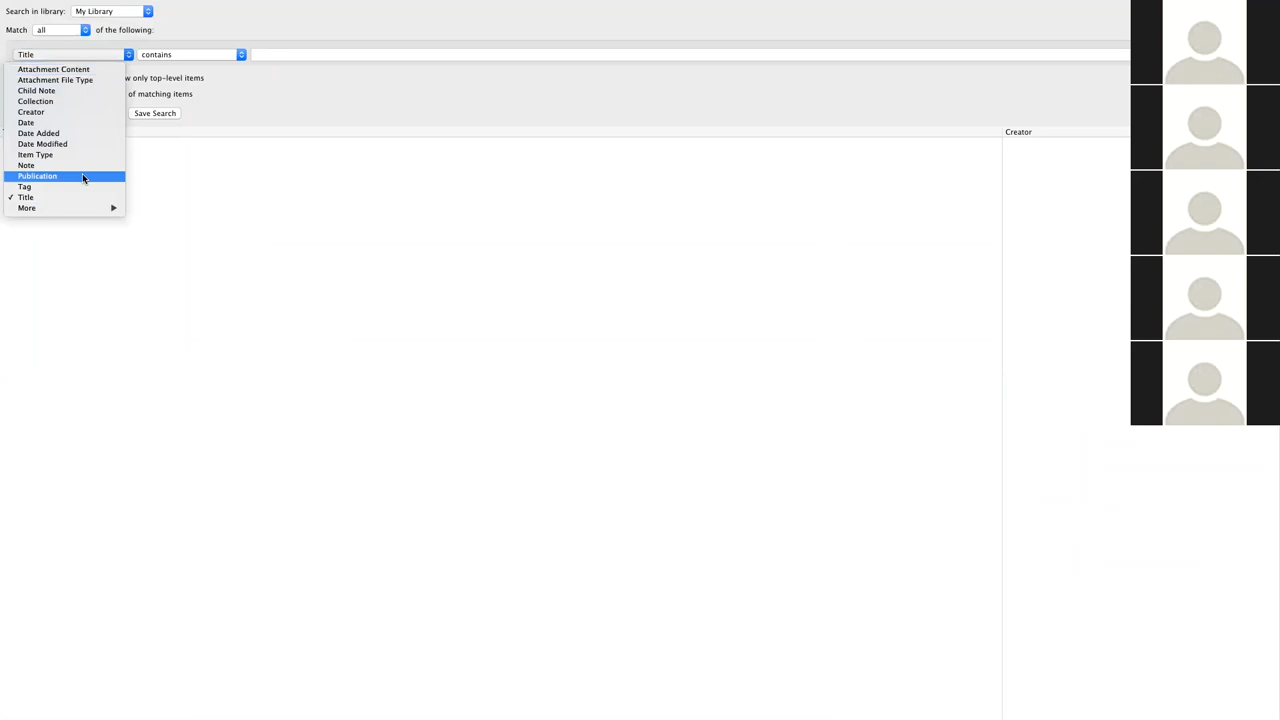 Search in library: My Library
Match all of the following:
Title contains
Attachment Content
Attachment File Type
Child Note
Collection
Creator
Date
Date Added
Date Modified
Item Type
Note
Publication
Tag
✓ Title
More
w only top-level items
of matching items
Save Search
Creator